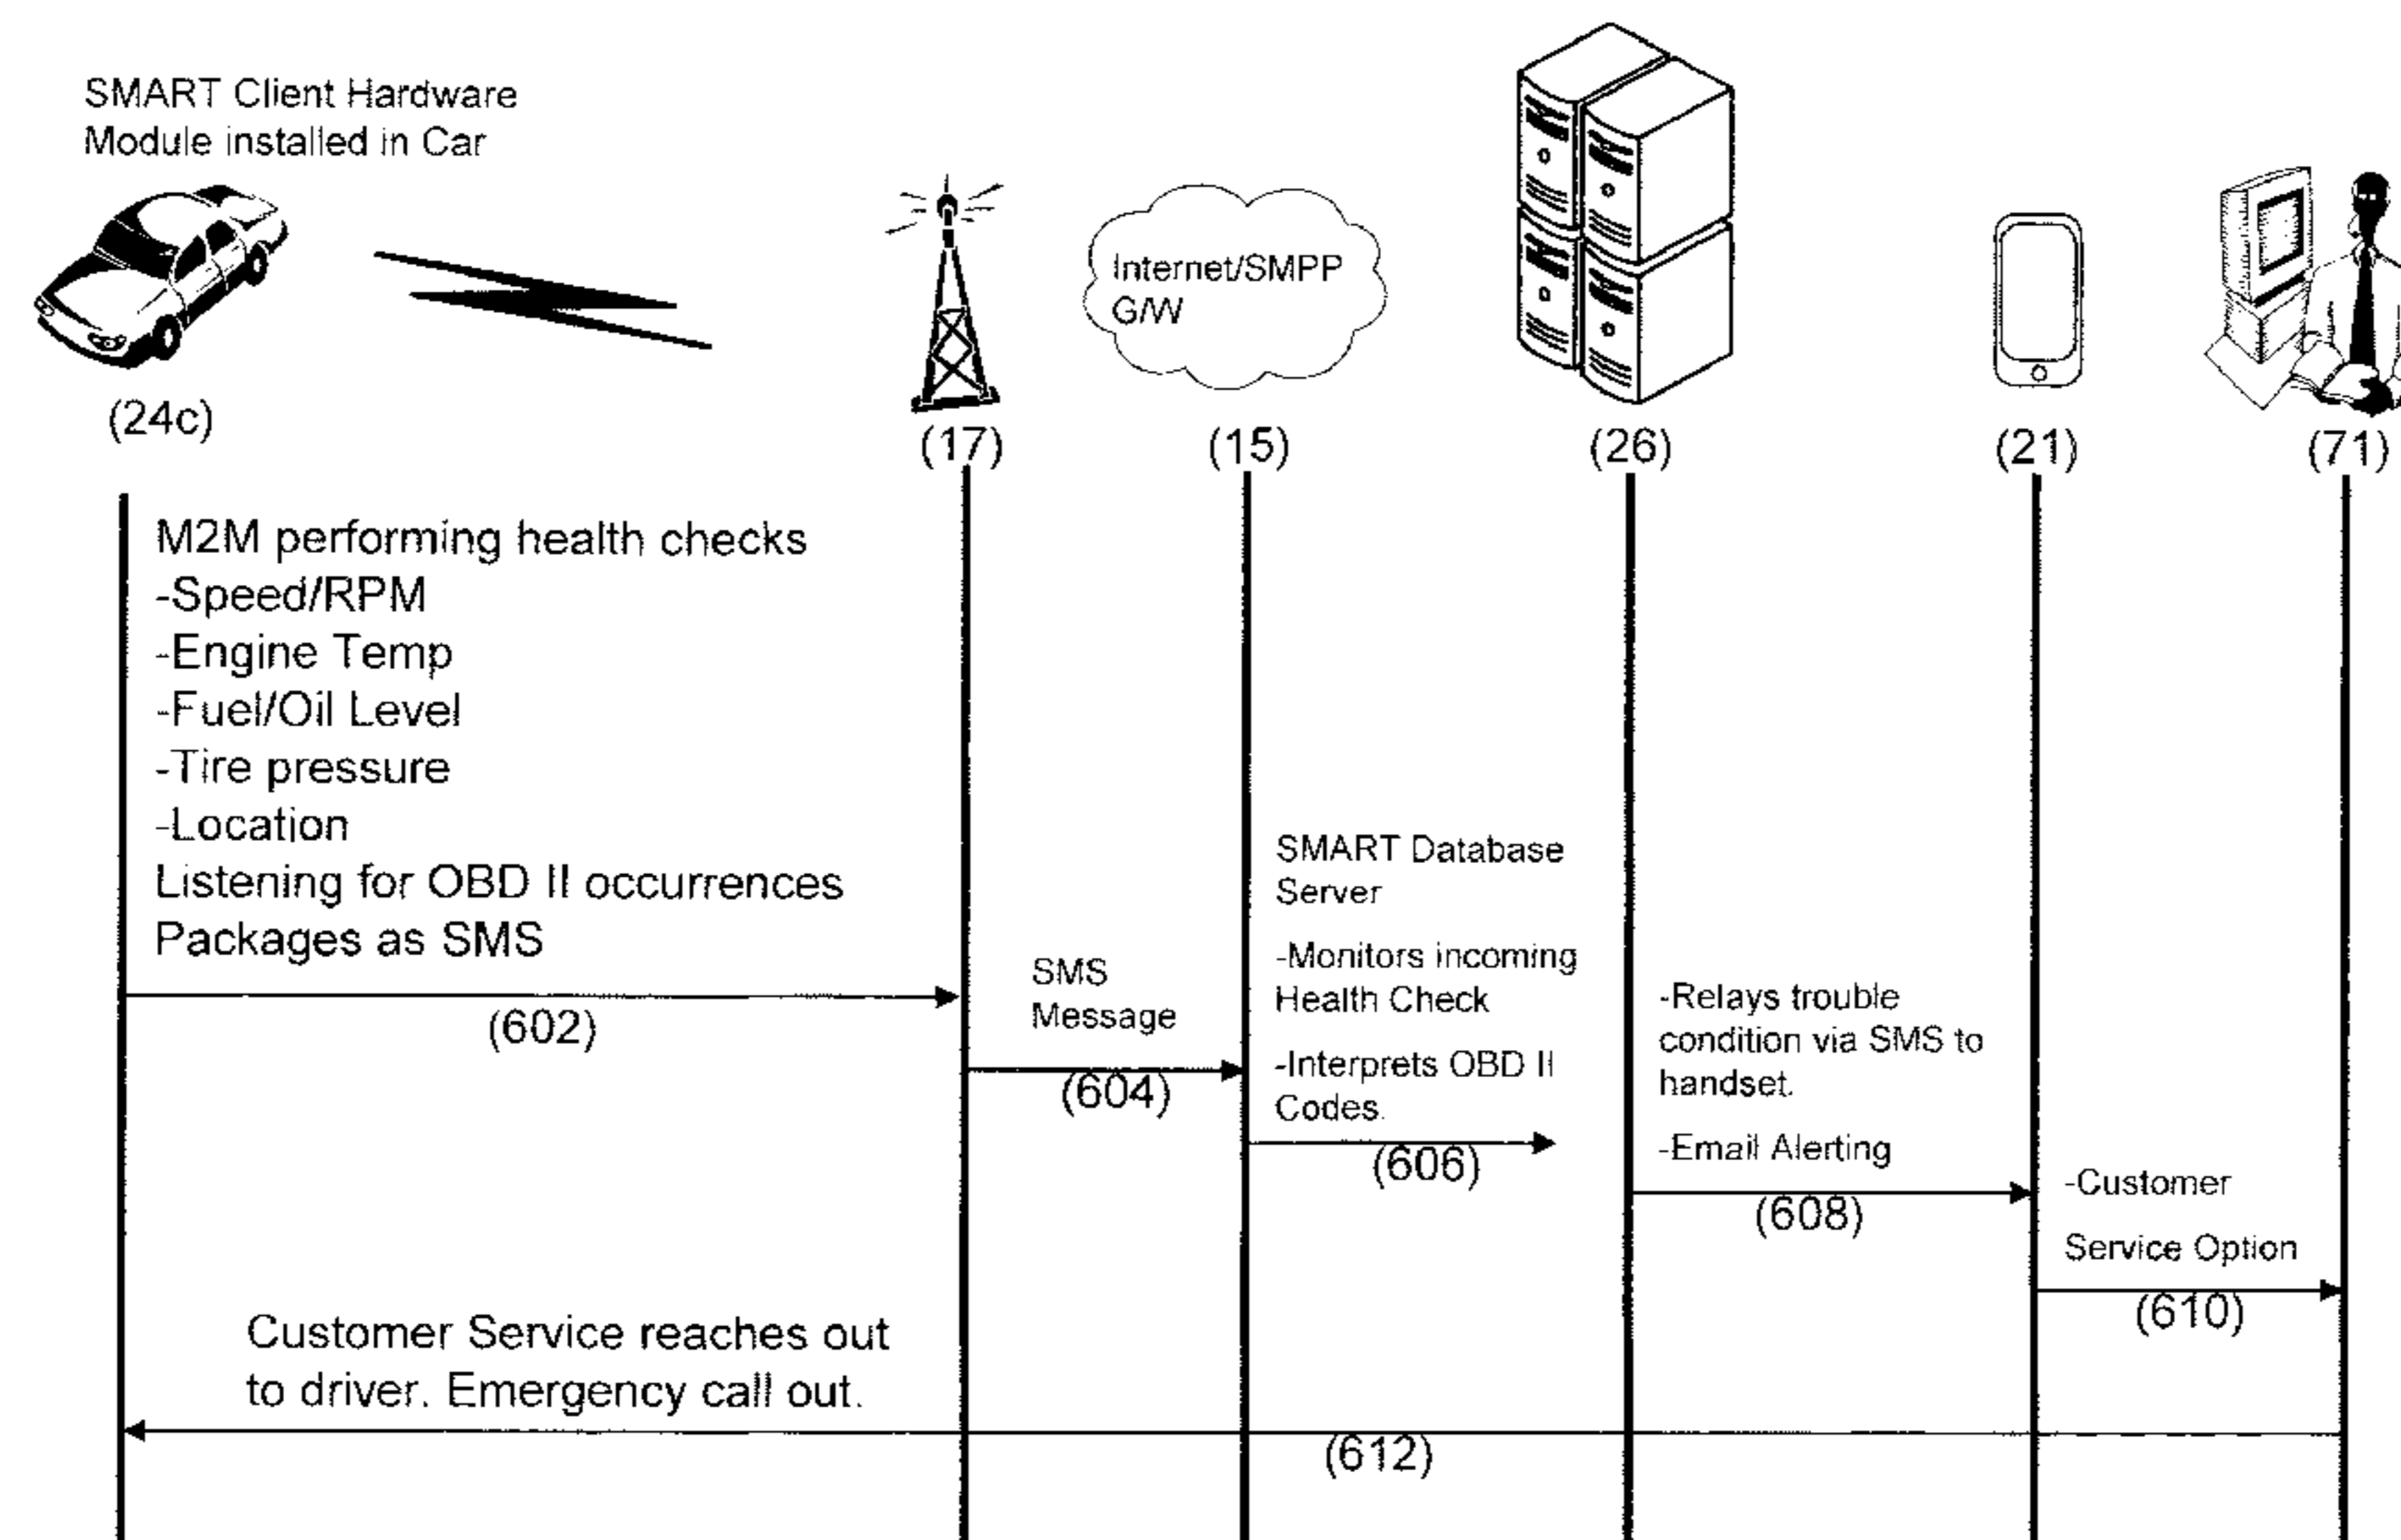 SMART Client Hardware
Module installed in Car
Internet/SMPP
G/W
(24c)
(17)
(15)
(26)
(21)
(71)
M2M performing health checks
-Speed/RPM
-Engine Temp
-Fuel/Oil Level
-Tire pressure
-Location
Listening for OBD II occurrences
Packages as SMS
(602)
SMS
Message
(604)
SMART Database
Server
-Monitors incoming
Health Check
-Interprets OBD II
Codes.
(606)
-Relays trouble
condition via SMS to
handset.
-Email Alerting
(608)
-Customer
Service Option
(610)
Customer Service reaches out
to driver. Emergency call out.
(612)